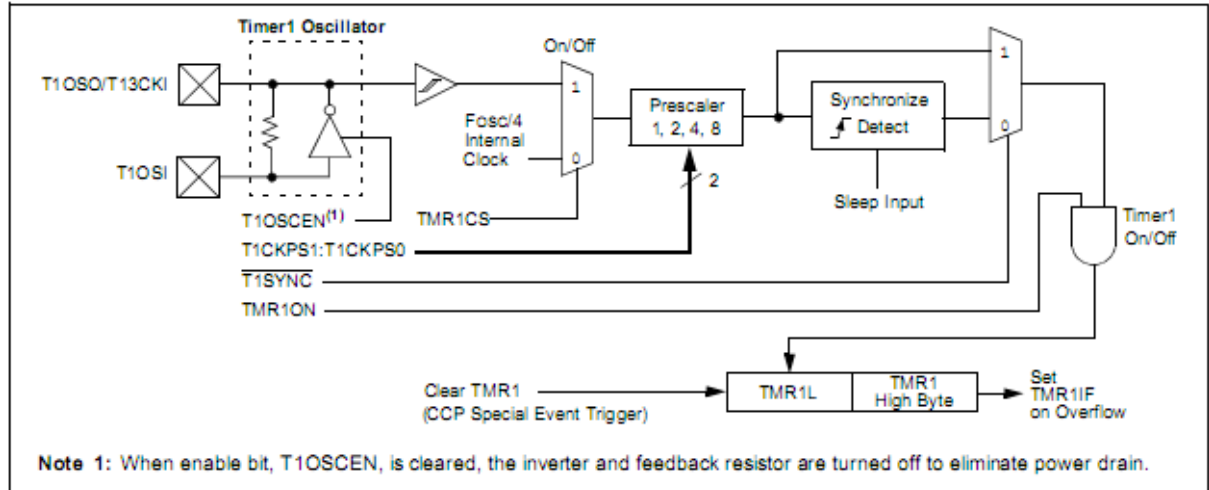 Timer1 Oscillator
On/Off
T1OSO/T13CKI
1
1
Prescaler
1, 2, 4, 8
Synchronize
Detect
Fosc/4
Internal
Clock
0
0
T1OSI
2
Sleep Input
T1OSCEN(1)
TMR1CS
Timer1
On/Off
T1CKPS1:T1CKPS0
T1SYNC
TMR1ON
Clear TMR1
(CCP Special Event Trigger)
TMR1L
TMR1
High Byte
Set
TMR1IF
on Overflow
Note 1: When enable bit, T1OSCEN, is cleared, the inverter and feedback resistor are turned off to eliminate power drain.